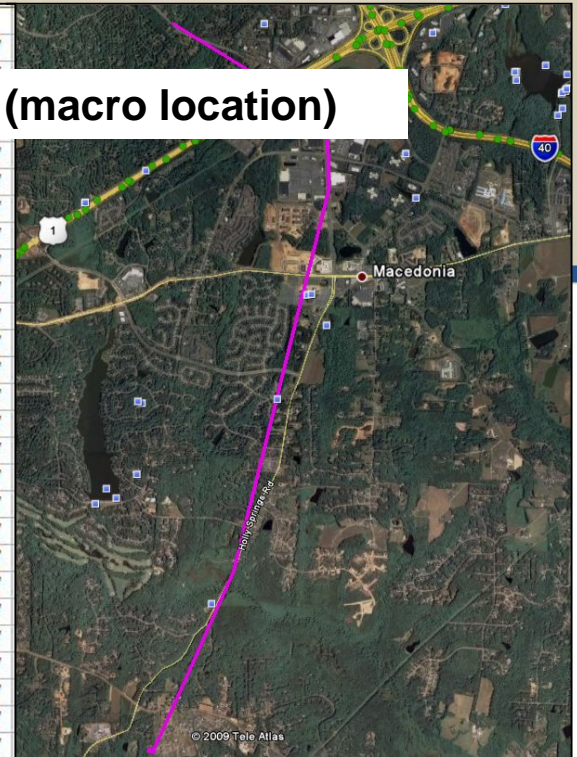 (macro location)
40
1
Macedonia
Holly Springs Rd
© 2009 Tele Atlas